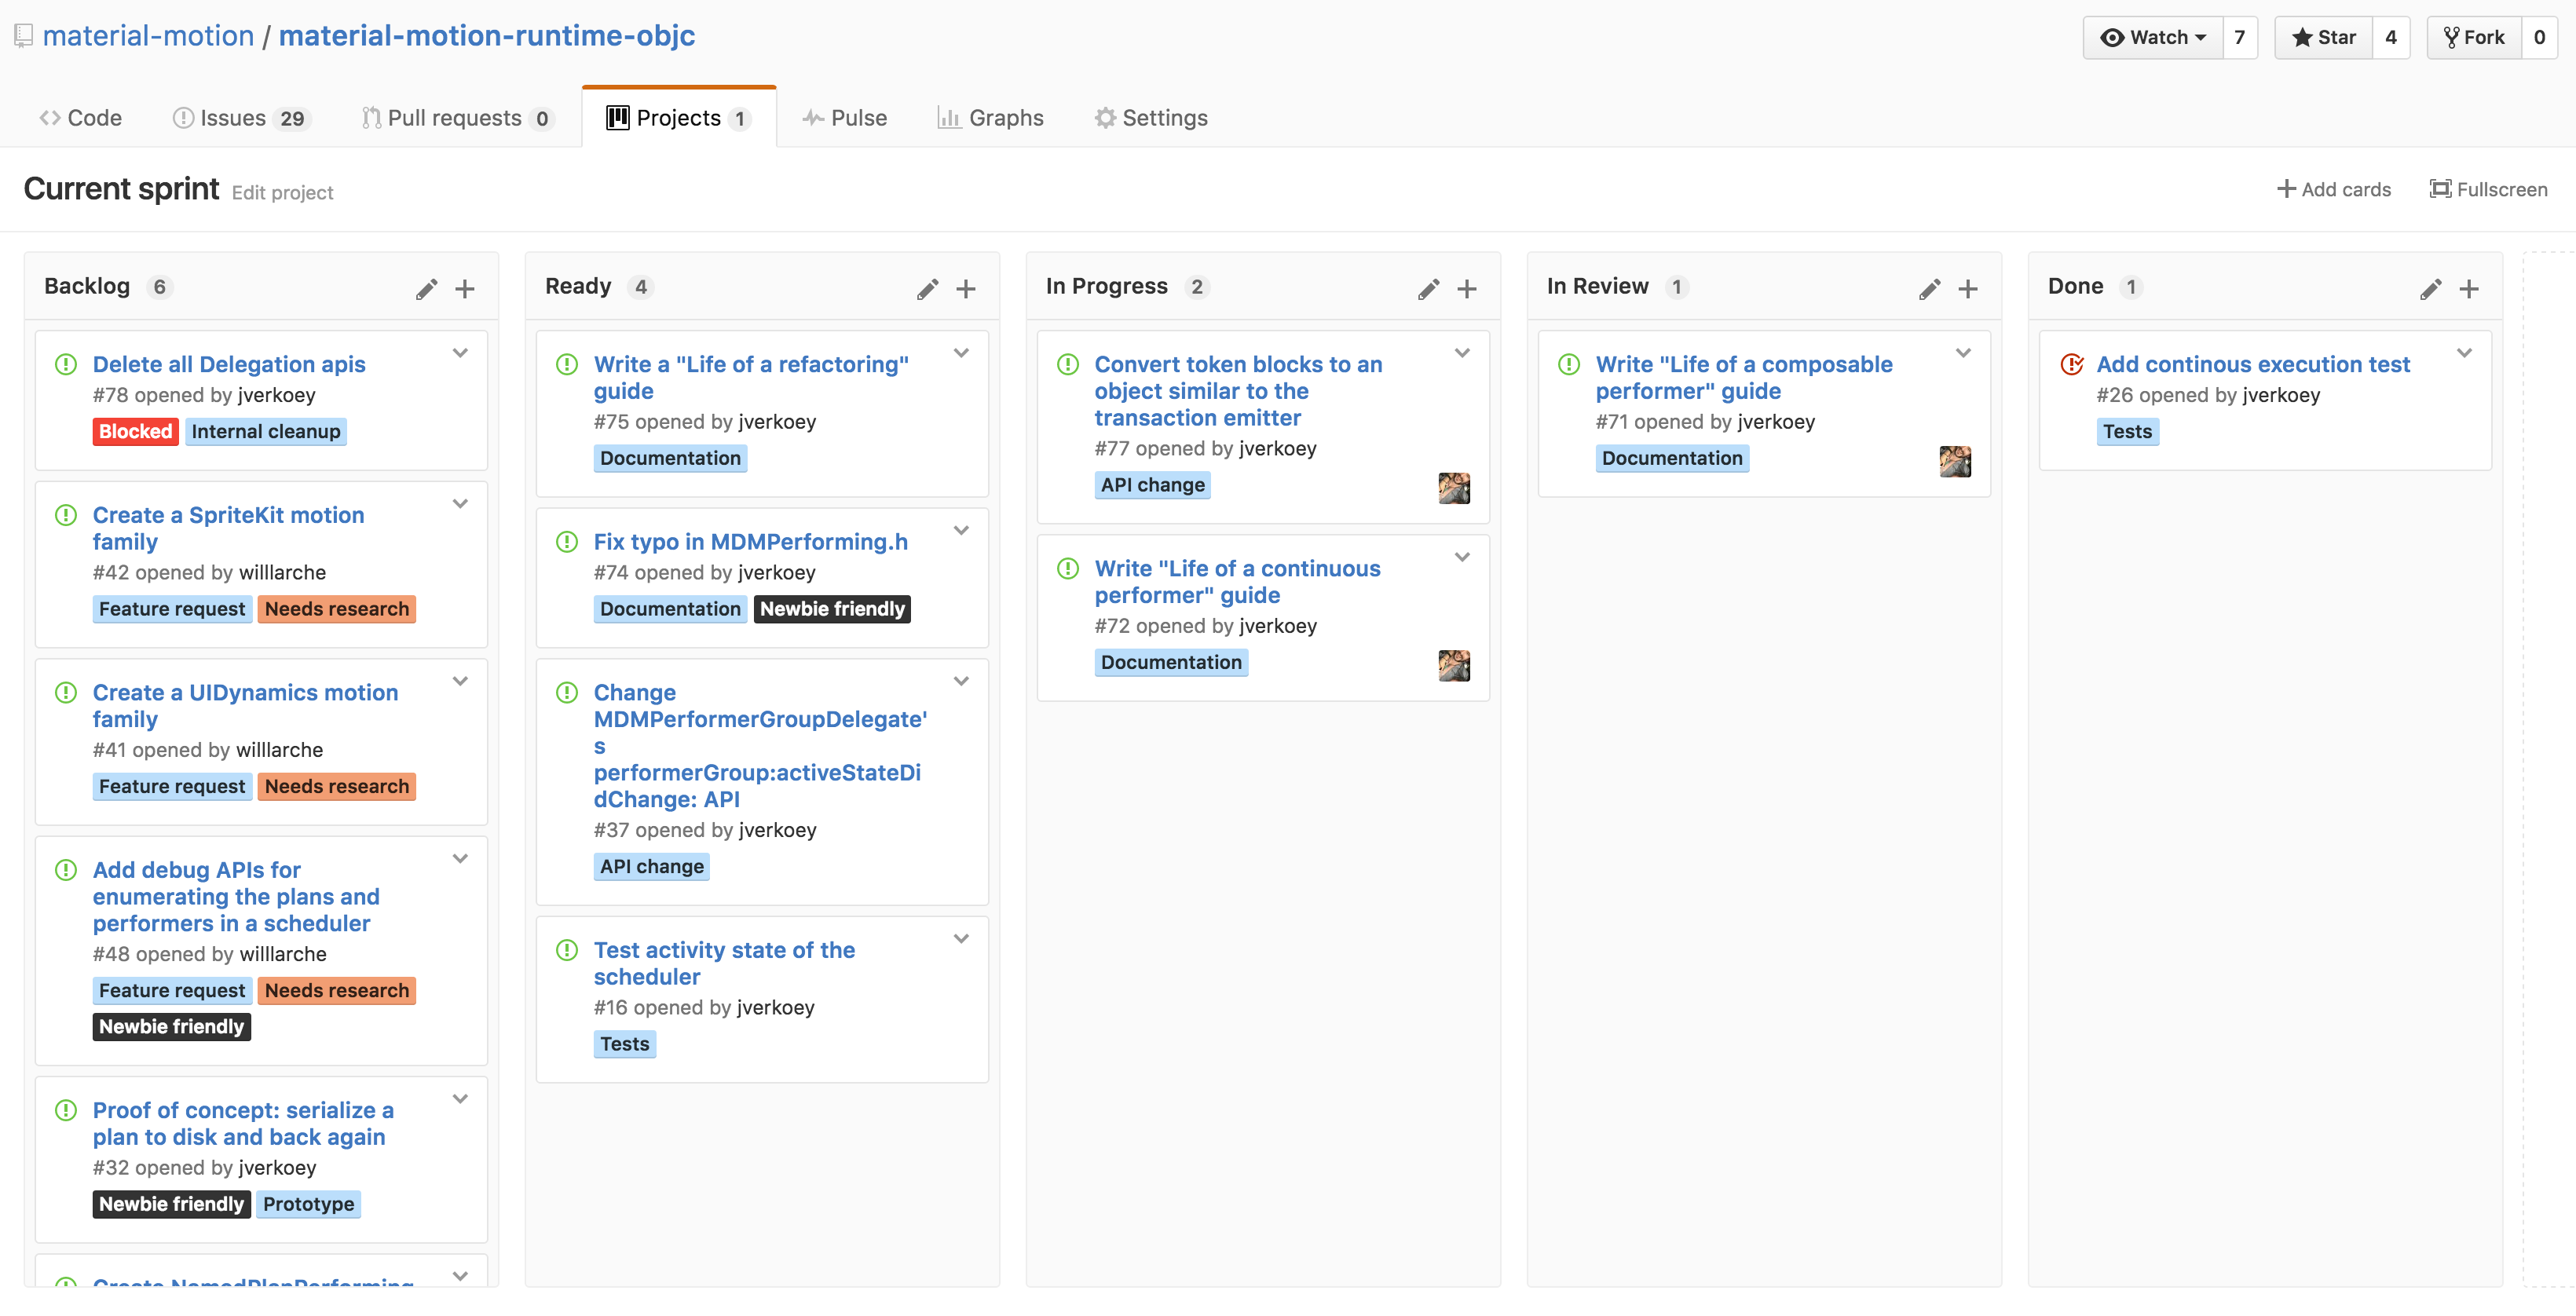 material-motion / material-motion-runtime-objc
Watch 7 Star 4 Fork 0
Code Issues 29 Pull requests 0 Projects 1 Pulse Graphs Settings
Current sprint Edit project
Add cards Fullscreen
Backlog 6
Delete all Delegation apis
#78 opened by jverkoey
Blocked Internal cleanup
Create a SpriteKit motion
family
#42 opened by willlarche
Feature request Needs research
Create a UIDynamics motion
family
#41 opened by willlarche
Feature request Needs research
Add debug APIs for
enumerating the plans and
performers in a scheduler
#48 opened by willlarche
Feature request Needs research
Newbie friendly
Proof of concept: serialize a
plan to disk and back again
#32 opened by jverkoey
Newbie friendly Prototype
Create NamedPlanPerforming
Ready 4
Write a "Life of a refactoring"
guide
#75 opened by jverkoey
Documentation
Fix typo in MDMPerforming.h
#74 opened by jverkoey
Documentation Newbie friendly
Change
MDMPerformerGroupDelegate'
s
performerGroup:activeStateDi
dChange: API
#37 opened by jverkoey
API change
Test activity state of the
scheduler
#16 opened by jverkoey
Tests
In Progress 2
Convert token blocks to an
object similar to the
transaction emitter
#77 opened by jverkoey
API change
Write "Life of a continuous
performer" guide
#72 opened by jverkoey
Documentation
In Review 1
Write "Life of a composable
performer" guide
#71 opened by jverkoey
Documentation
Done 1
Add continous execution test
#26 opened by jverkoey
Tests